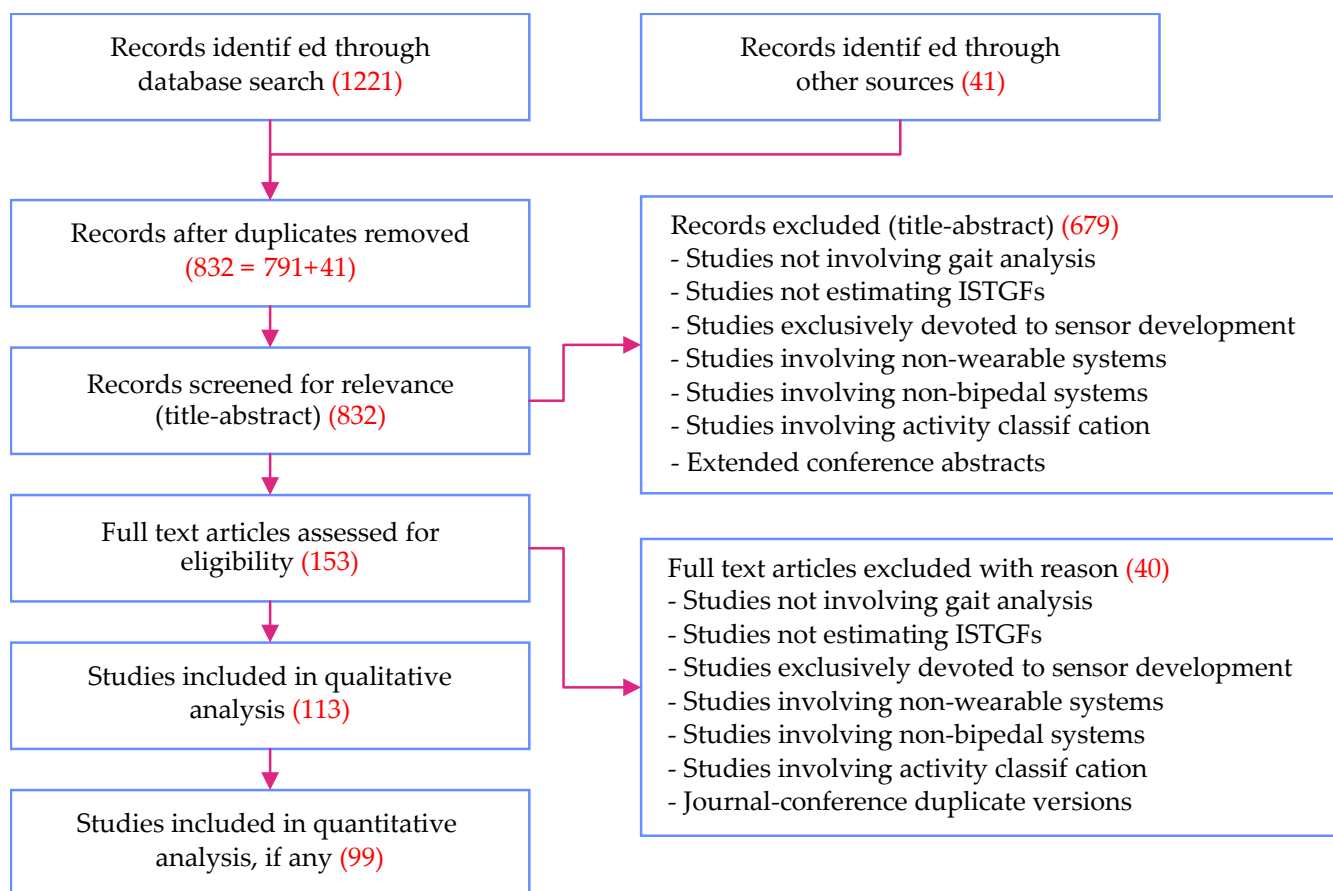 Records identif ed through
database search (1221)
Records identif ed through
other sources (41)
Records after duplicates removed
(832 = 791+41)
Records excluded (title-abstract) (679)
- Studies not involving gait analysis
- Studies not estimating ISTGFs
- Studies exclusively devoted to sensor development
- Studies involving non-wearable systems
- Studies involving non-bipedal systems
- Studies involving activity classif cation
- Extended conference abstracts
Records screened for relevance
(title-abstract) (832)
Full text articles assessed for
eligibility (153)
Full text articles excluded with reason (40)
- Studies not involving gait analysis
- Studies not estimating ISTGFs
- Studies exclusively devoted to sensor development
- Studies involving non-wearable systems
- Studies involving non-bipedal systems
- Studies involving activity classif cation
- Journal-conference duplicate versions
Studies included in qualitative
analysis (113)
Studies included in quantitative
analysis, if any (99)